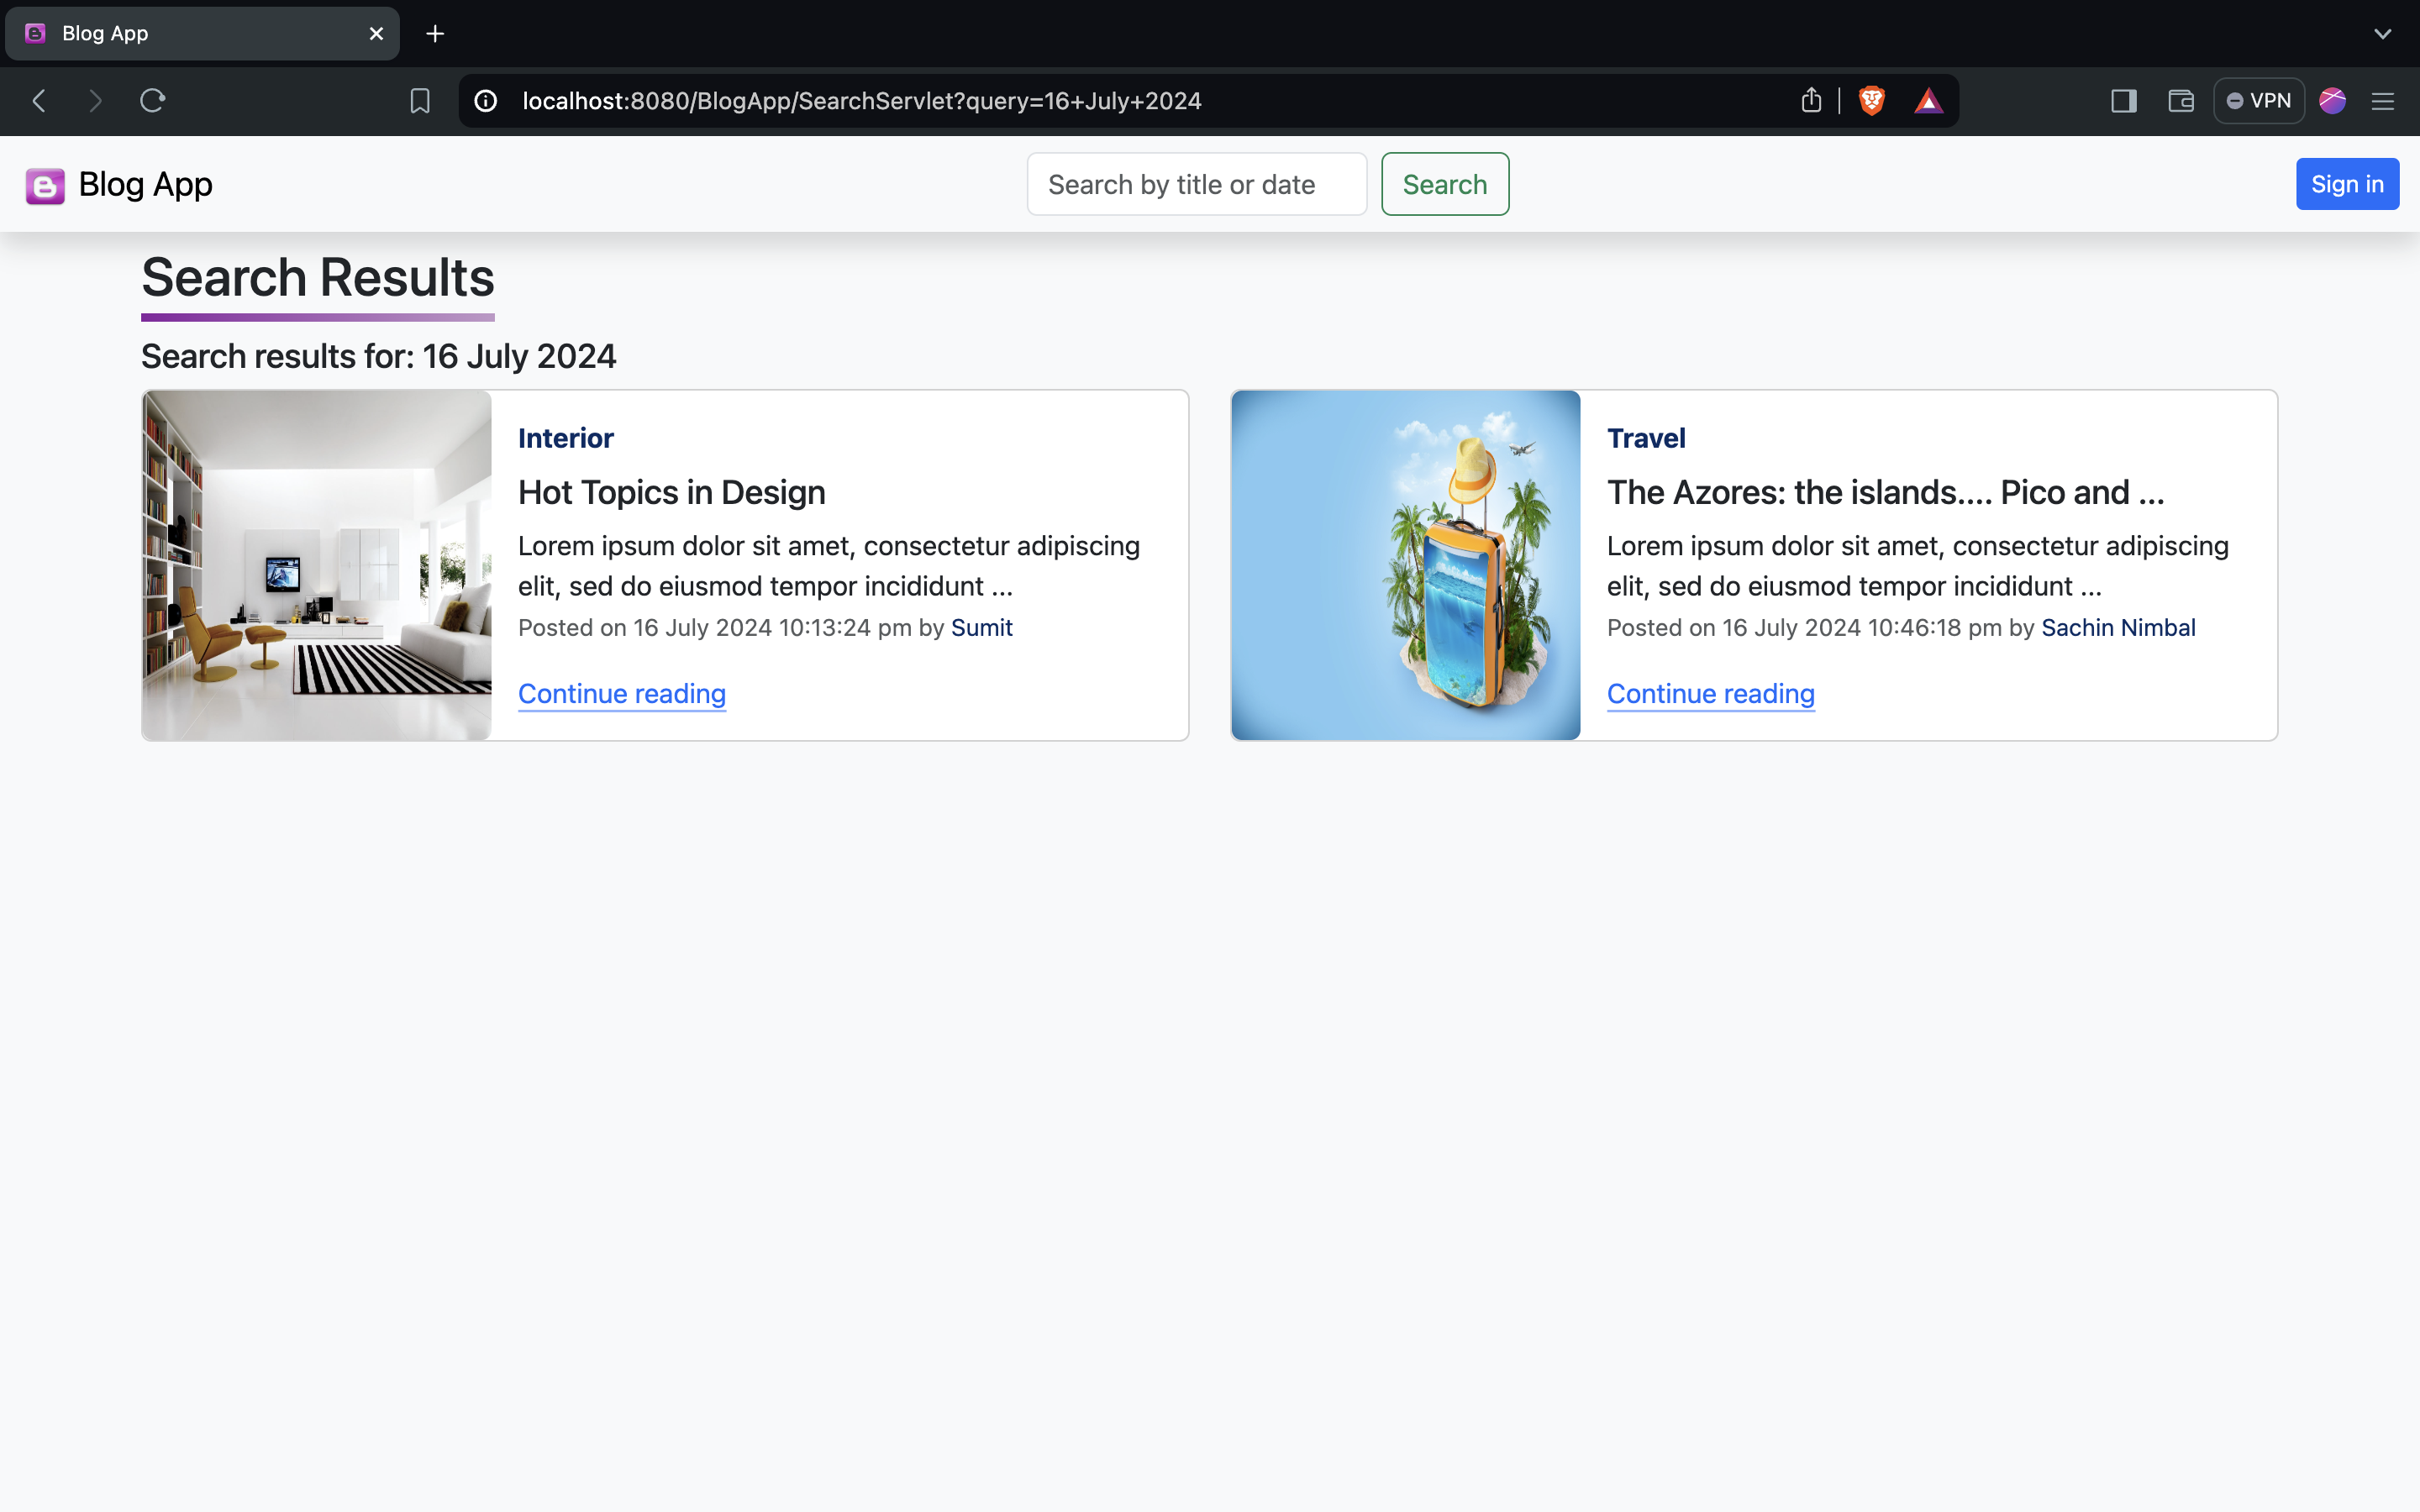 Blog App
localhost:8080/BlogApp/SearchServlet?query=16+July+2024
VPN
Blog App
Search by title or date
Search
Sign in
Search Results
Search results for: 16 July 2024
Interior
Hot Topics in Design
Lorem ipsum dolor sit amet, consectetur adipiscing
elit, sed do eiusmod tempor incididunt ...
Posted on 16 July 2024 10:13:24 pm by Sumit
Continue reading
Travel
The Azores: the islands.... Pico and ...
Lorem ipsum dolor sit amet, consectetur adipiscing
elit, sed do eiusmod tempor incididunt ...
Posted on 16 July 2024 10:46:18 pm by Sachin Nimbal
Continue reading